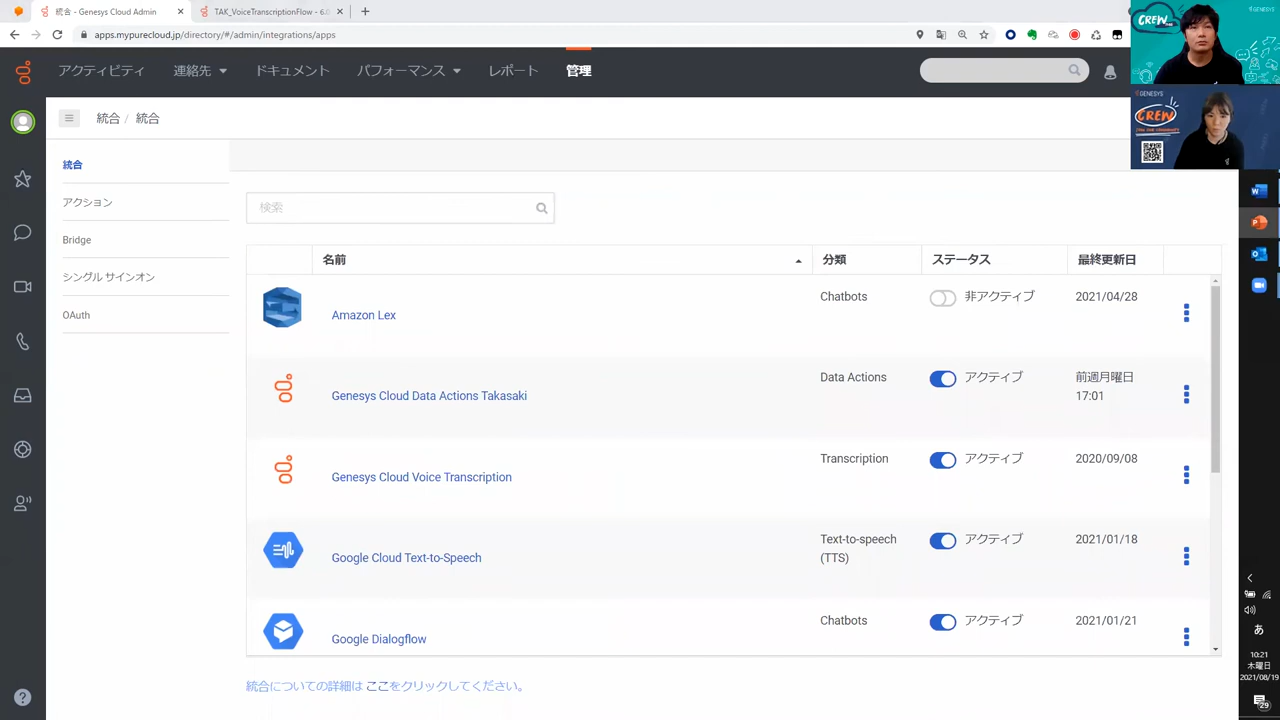 統合 - Genesys Cloud Admin
TAK_VoiceTranscriptionFlow - 6.0
apps.mypurecloud.jp/directory/#/admin/integrations/apps
アクティビティ
連絡先
ドキュメント
パフォーマンス
レポート
管理
統合 / 統合
統合
アクション
Bridge
シングル サインオン
OAuth
検索
名前
分類
ステータス
最終更新日
Amazon Lex
Chatbots
非アクティブ
2021/04/28
Genesys Cloud Data Actions Takasaki
Data Actions
アクティブ
前週月曜日
17:01
Genesys Cloud Voice Transcription
Transcription
アクティブ
2020/09/08
Google Cloud Text-to-Speech
Text-to-speech
(TTS)
アクティブ
2021/01/18
Google Dialogflow
Chatbots
アクティブ
2021/01/21
統合についての詳細は ここをクリックしてください。
CREW
GENESYS
GENESYS
CREW
あ
10:21
木曜日
2021/08/19
29